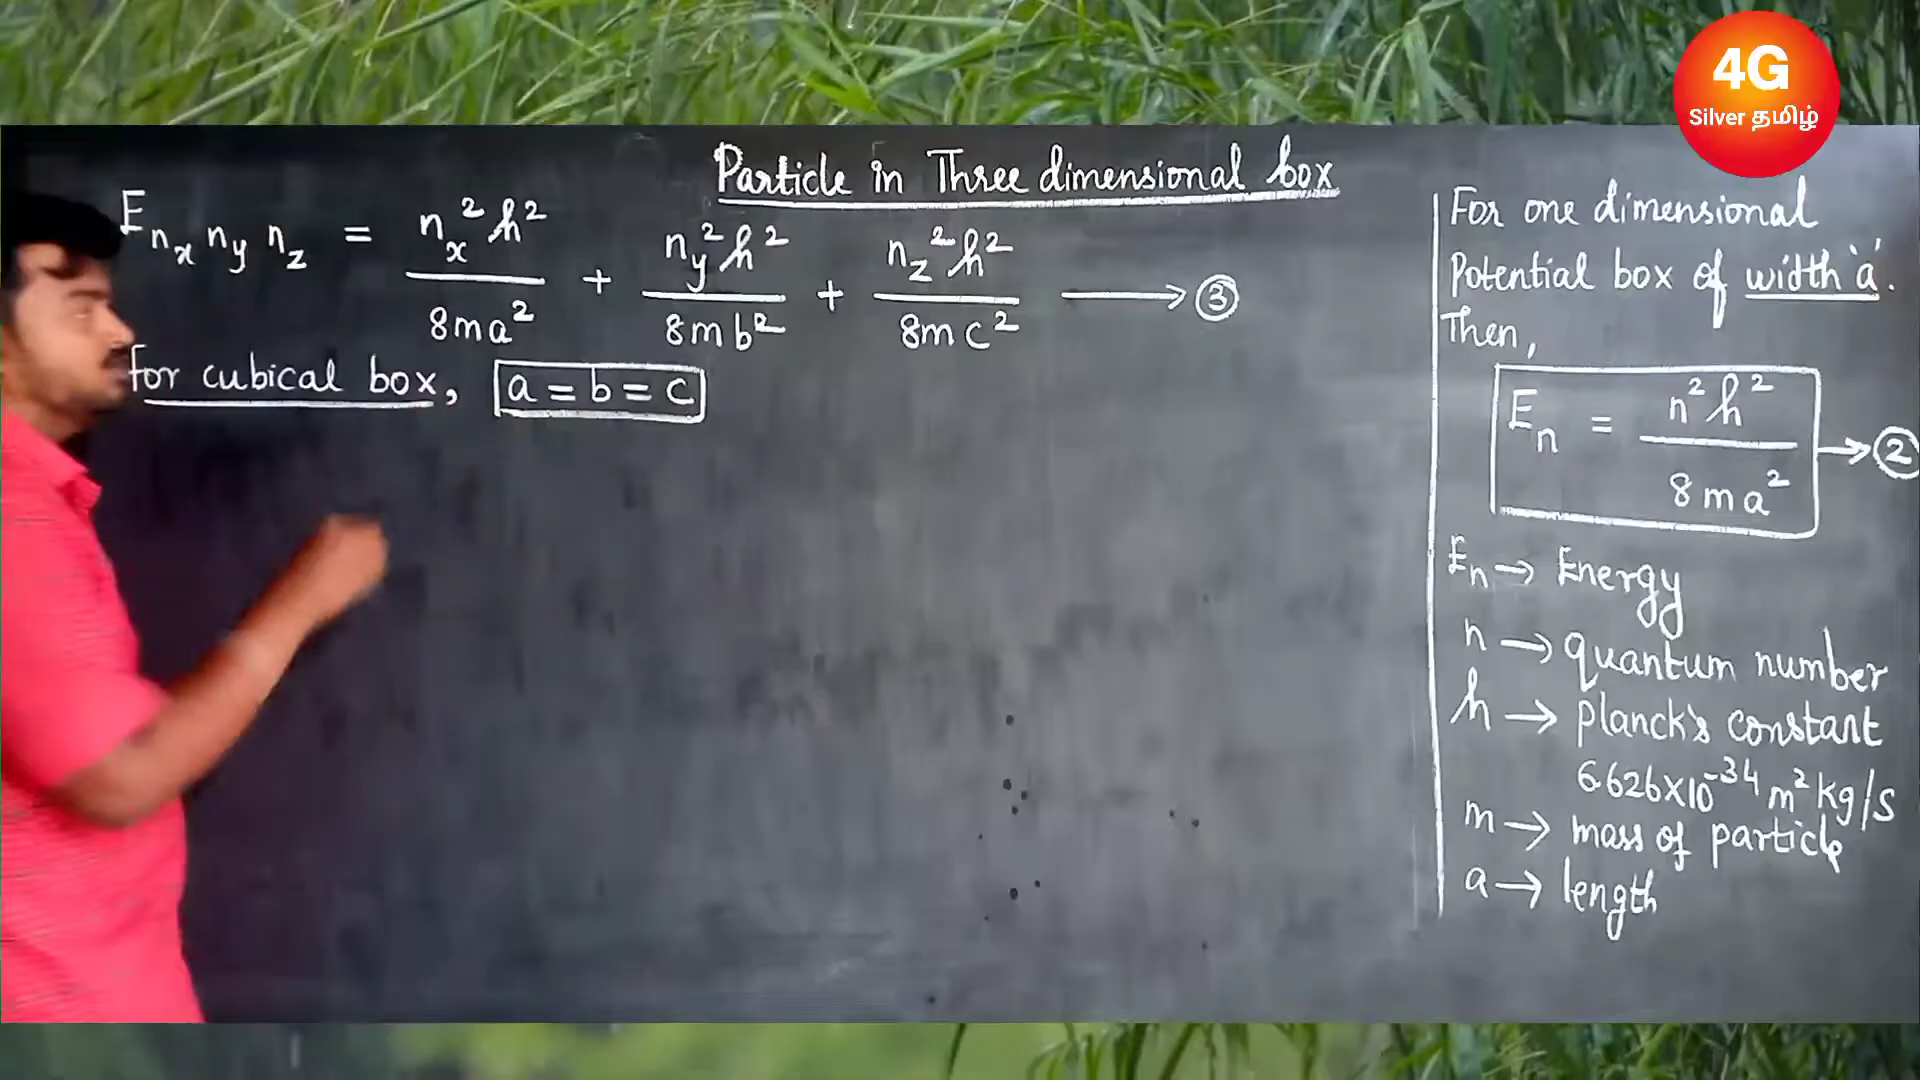 4G
Silver தமிழ்
Particle in Three dimensional box
E n_x n_y n_z = n_x² h² / 8ma² + n_y² h² / 8mb² + n_z² h² / 8mc² → ③
for cubical box, a = b = c
For one dimensional
Potential box of width 'a'.
Then,
E_n = n² h² / 8ma² → ②
E_n → Energy
n → quantum number
h → planck's constant
6.626x10⁻³⁴ m² kg/s
m → mass of particle
a → length